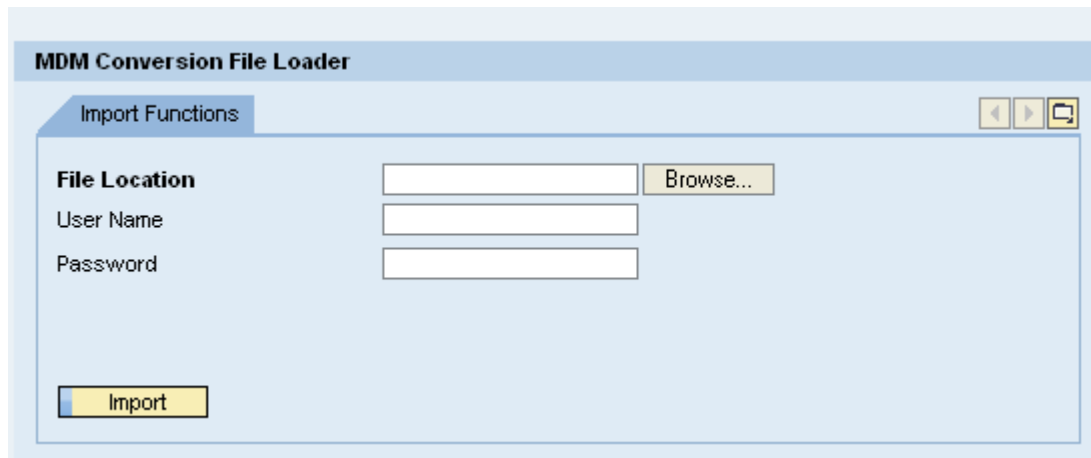 MDM Conversion File Loader
Import Functions
File Location Browse...
User Name
Password
Import